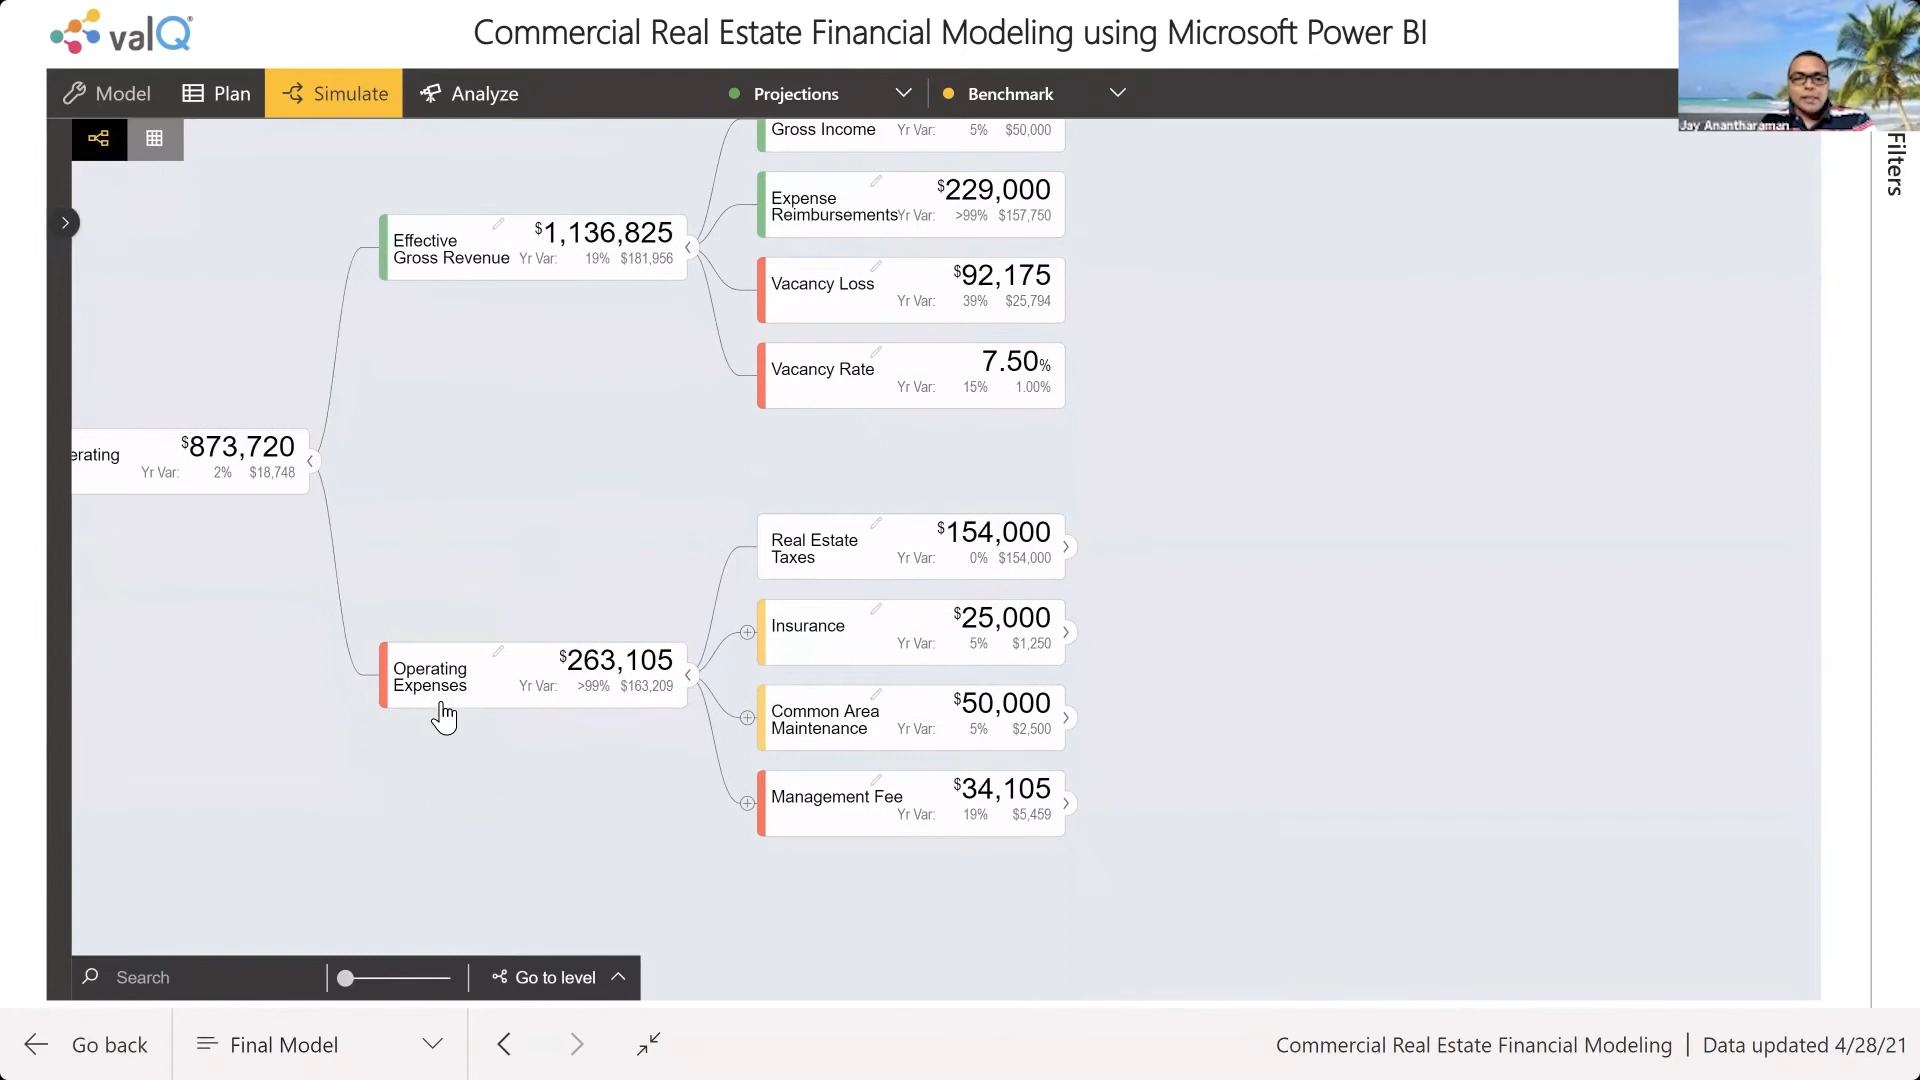 valQ
Commercial Real Estate Financial Modeling using Microsoft Power BI
Jay Anantharaman
Model
Plan
Simulate
Analyze
Projections
Benchmark
Filters
Gross Income Yr Var: 5% $50,000
$229,000
Expense
Reimbursements Yr Var: >99% $157,750
$1,136,825
Effective
Gross Revenue Yr Var: 19% $181,956
$92,175
Vacancy Loss
Yr Var: 39% $25,794
7.50%
Vacancy Rate
Yr Var: 15% 1.00%
$873,720
erating
Yr Var: 2% $18,748
$154,000
Real Estate
Taxes Yr Var: 0% $154,000
$25,000
Insurance
Yr Var: 5% $1,250
$263,105
Operating
Expenses Yr Var: >99% $163,209
$50,000
Common Area
Maintenance Yr Var: 5% $2,500
$34,105
Management Fee
Yr Var: 19% $5,459
Search
Go to level
Go back
Final Model
Commercial Real Estate Financial Modeling | Data updated 4/28/21